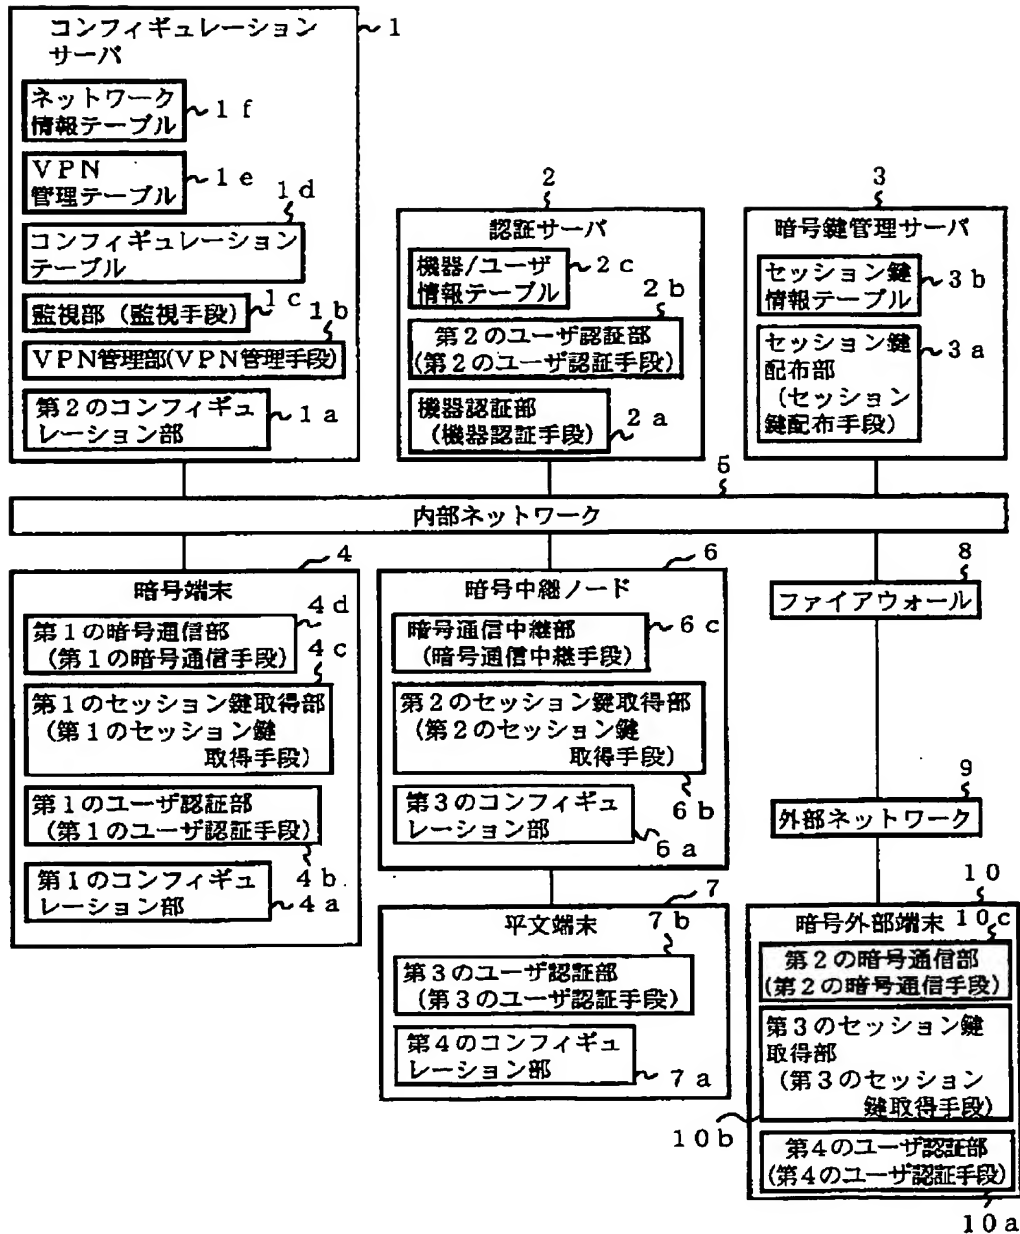 コンフィギュレーション
サーバ
1
ネットワーク
情報テーブル
1f
VPN
管理テーブル
1e
1d
コンフィギュレーション
テーブル
監視部(監視手段)
1c
1b
VPN管理部(VPN管理手段)
第2のコンフィギュ
レーション部
1a
2
認証サーバ
機器/ユーザ
情報テーブル
2c
2b
第2のユーザ認証部
(第2のユーザ認証手段)
機器認証部
(機器認証手段)
2a
3
暗号鍵管理サーバ
セッション鍵
情報テーブル
3b
セッション鍵
配布部
(セッション
鍵配布手段)
3a
5
内部ネットワーク
4
暗号端末
4d
第1の暗号通信部
(第1の暗号通信手段)
4c
第1のセッション鍵取得部
(第1のセッション鍵
取得手段)
第1のユーザ認証部
(第1のユーザ認証手段)
4b
第1のコンフィギュ
レーション部
4a
6
暗号中継ノード
暗号通信中継部
(暗号通信中継手段)
6c
第2のセッション鍵取得部
(第2のセッション鍵
取得手段)
6b
第3のコンフィギュ
レーション部
6a
7
平文端末
7b
第3のユーザ認証部
(第3のユーザ認証手段)
第4のコンフィギュ
レーション部
7a
8
ファイアウォール
9
外部ネットワーク
10
暗号外部端末
10c
第2の暗号通信部
(第2の暗号通信手段)
第3のセッション鍵
取得部
(第3のセッション
鍵取得手段)
10b
第4のユーザ認証部
(第4のユーザ認証手段)
10a